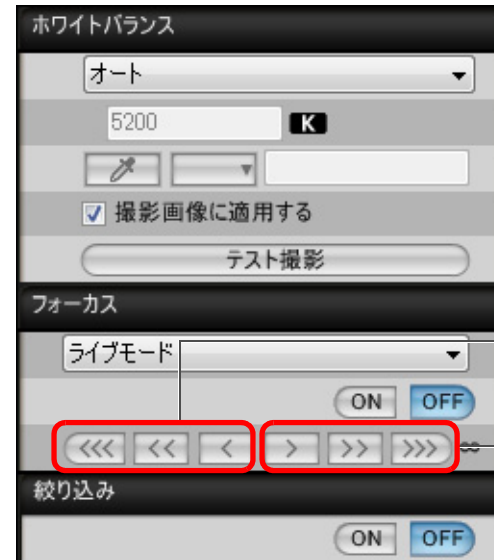 ホワイトバランス
オート
5200 K
撮影画像に適用する
テスト撮影
フォーカス
ライブモード
ON OFF
<<< << < > >> >>> ∞
絞り込み
ON OFF